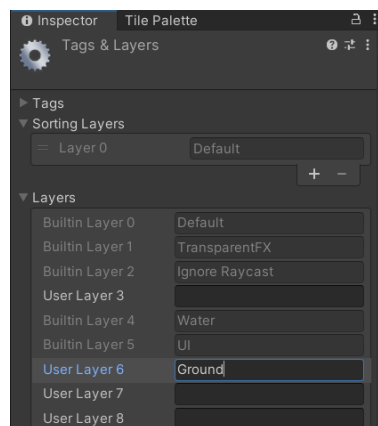 Inspector Tile Palette
Tags & Layers
Tags
Sorting Layers
Layer 0 Default
Layers
Builtin Layer 0 Default
Builtin Layer 1 TransparentFX
Builtin Layer 2 Ignore Raycast
User Layer 3
Builtin Layer 4 Water
Builtin Layer 5 UI
User Layer 6 Ground
User Layer 7
User Layer 8